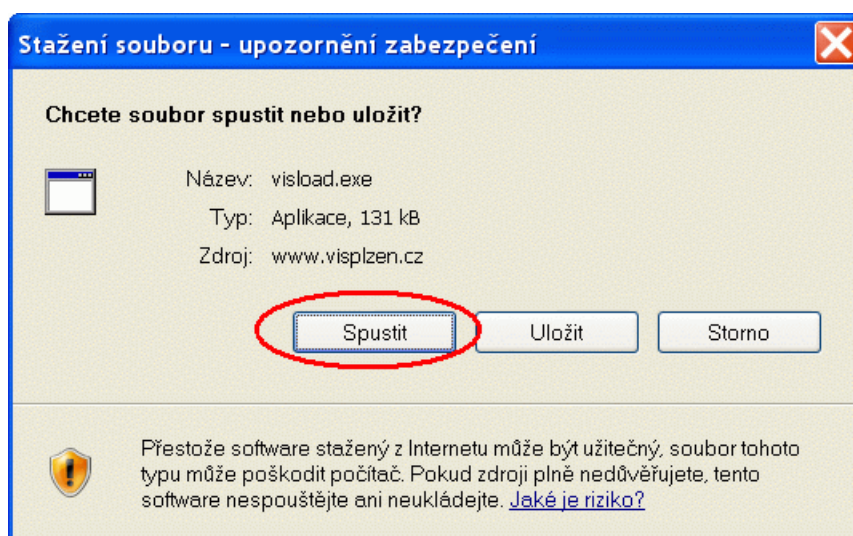 Stažení souboru - upozornění zabezpečení
Chcete soubor spustit nebo uložit?
Název: visload.exe
Typ: Aplikace, 131 kB
Zdroj: www.visplzen.cz
Spustit Uložit Storno
Přestože software stažený z Internetu může být užitečný, soubor tohoto
typu může poškodit počítač. Pokud zdroji plně nedůvěřujete, tento
software nespouštějte ani neukládejte. Jaké je riziko?